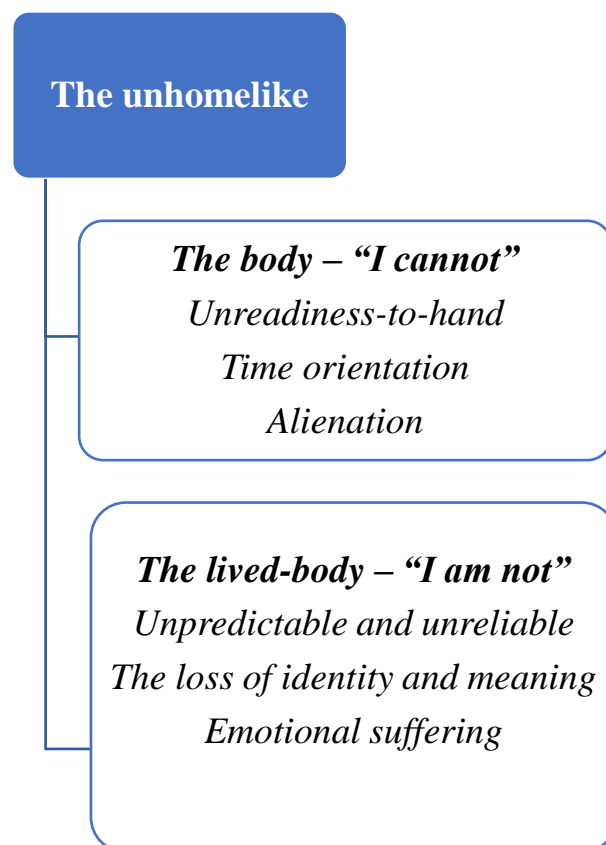 The unhomelike
The body – “I cannot”
Unreadiness-to-hand
Time orientation
Alienation
The lived-body – “I am not”
Unpredictable and unreliable
The loss of identity and meaning
Emotional suffering